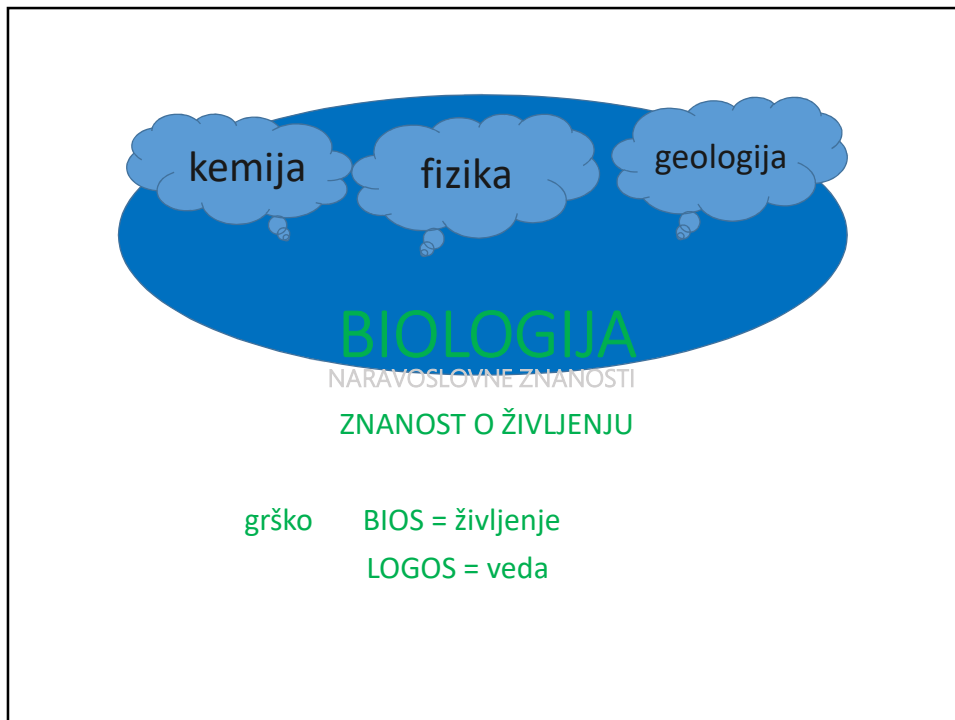 kemija
fizika
geologija
BIOLOGIJA
NARAVOSLOVNE ZNANOSTI
ZNANOST O ŽIVLJENJU
grško BIOS = življenje
LOGOS = veda